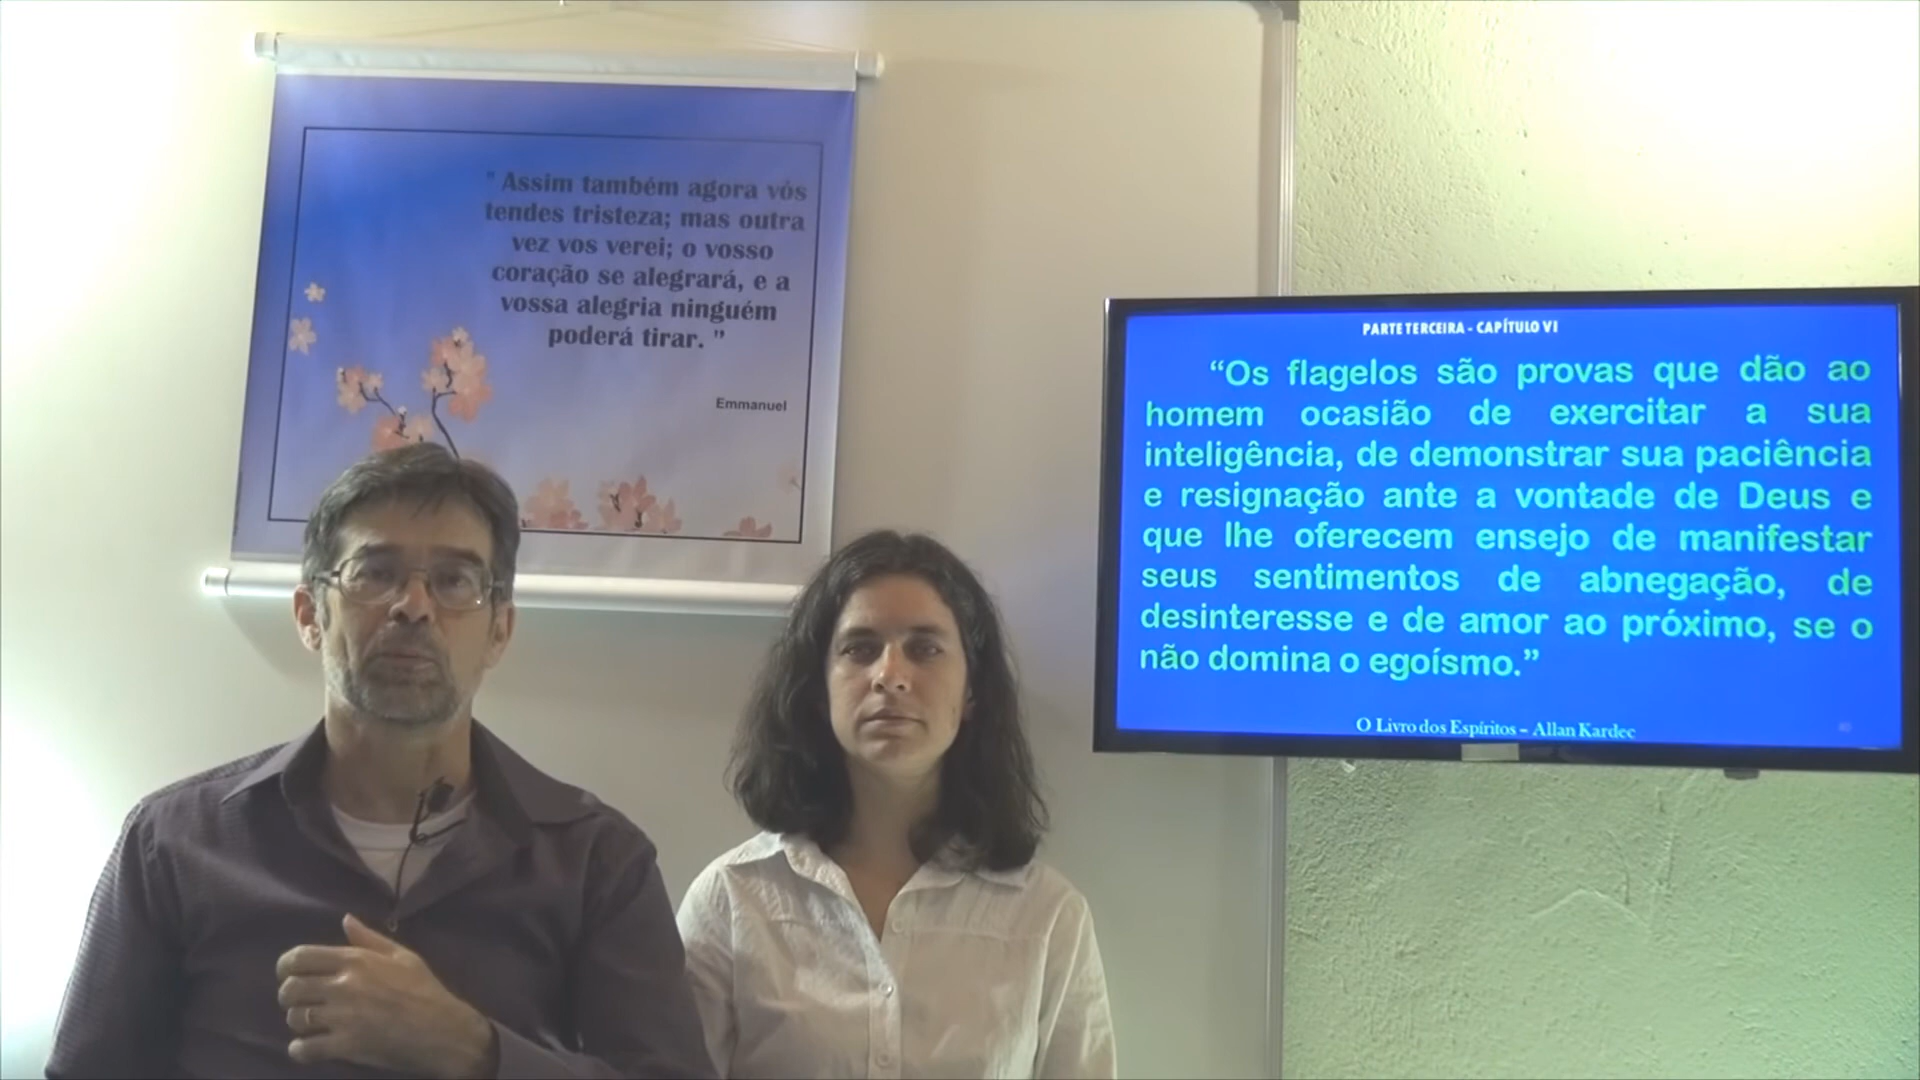 " Assim também agora vós
tendes tristeza; mas outra
vez vos verei; o vosso
coração se alegrará, e a
vossa alegria ninguém
poderá tirar. ”
Emmanuel
PARTE TERCEIRA - CAPÍTULO VI
“Os flagelos são provas que dão ao
homem ocasião de exercitar a sua
inteligência, de demonstrar sua paciência
e resignação ante a vontade de Deus e
que lhe oferecem ensejo de manifestar
seus sentimentos de abnegação, de
desinteresse e de amor ao próximo, se o
não domina o egoísmo.”
O Livro dos Espíritos – Allan Kardec